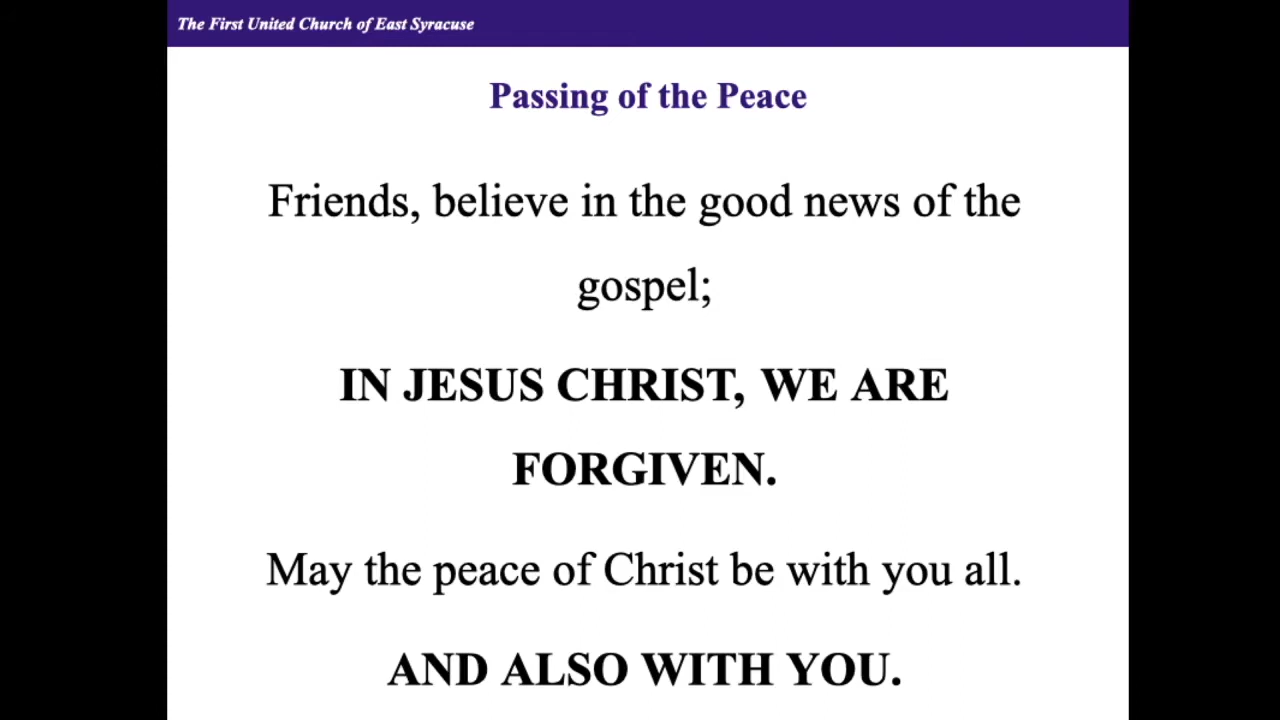 The First United Church of East Syracuse
Passing of the Peace
Friends, believe in the good news of the
gospel;
IN JESUS CHRIST, WE ARE
FORGIVEN.
May the peace of Christ be with you all.
AND ALSO WITH YOU.